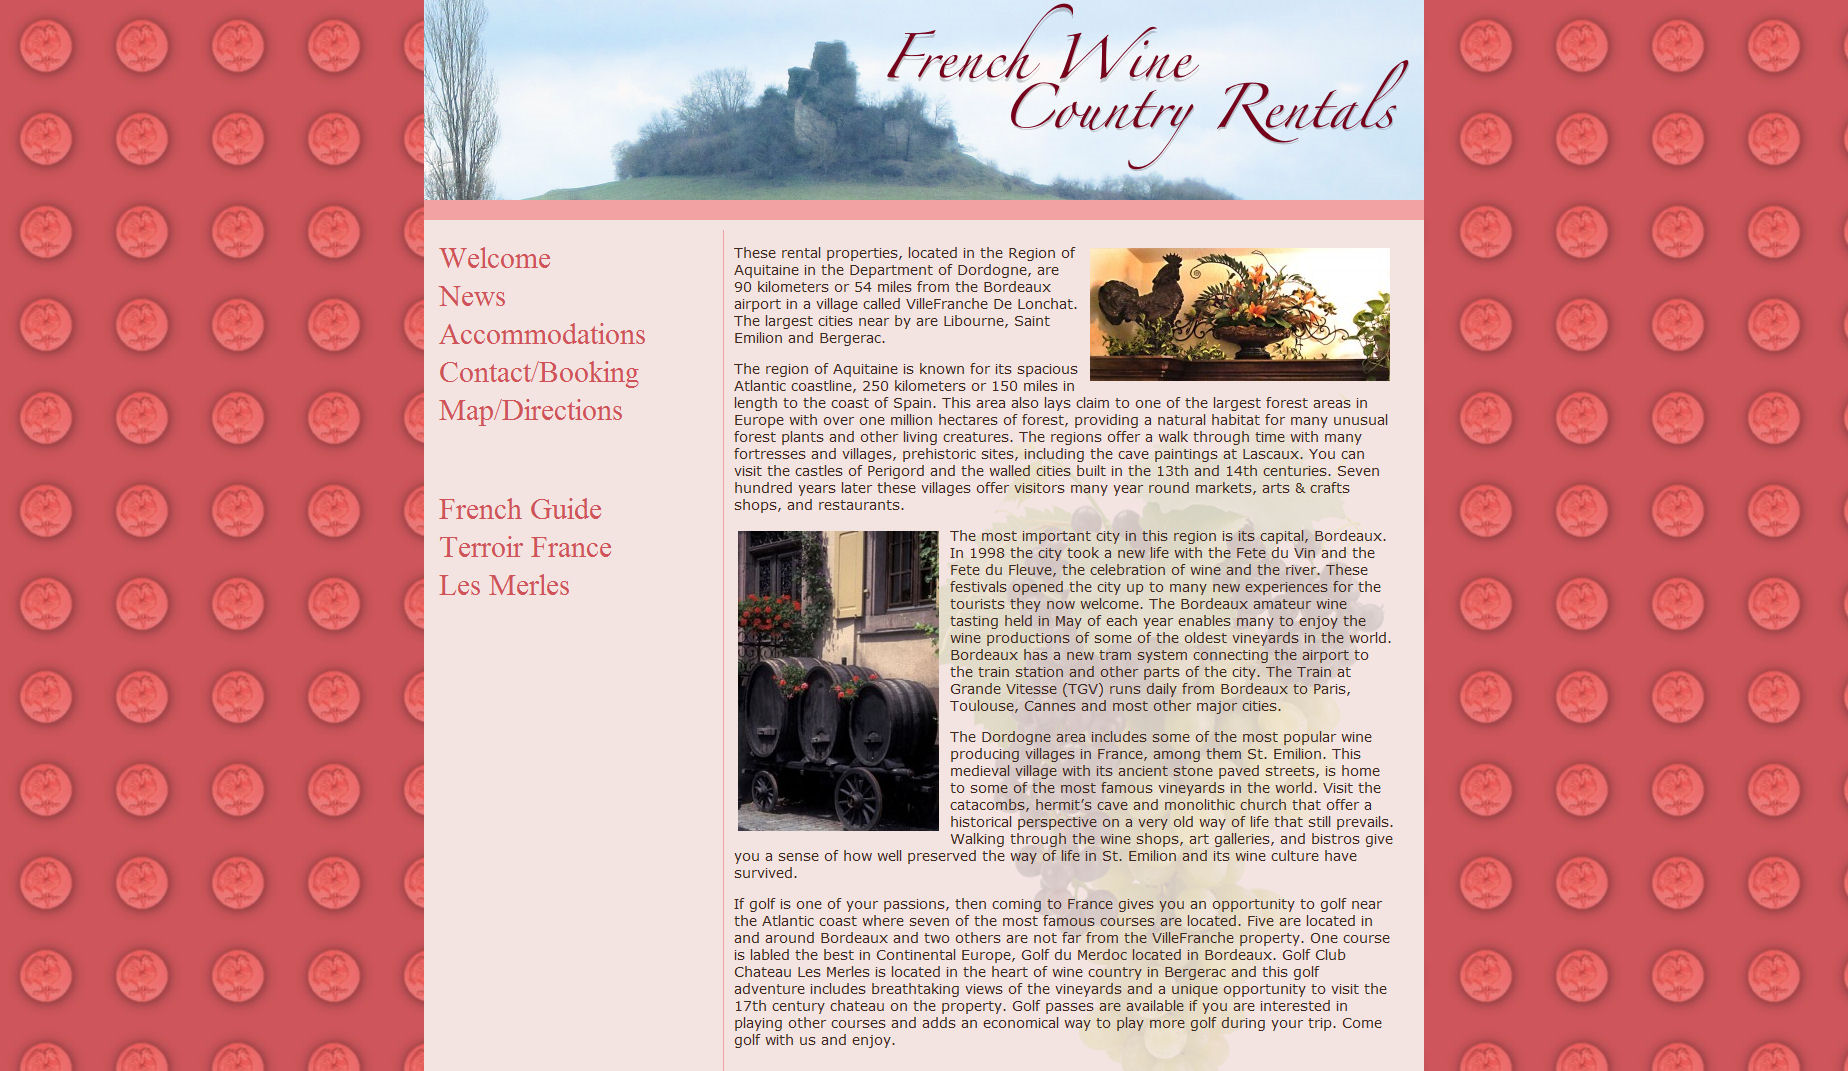 French Wine
Country Rentals
Welcome
News
Accommodations
Contact/Booking
Map/Directions
French Guide
Terroir France
Les Merles
These rental properties, located in the Region of
Aquitaine in the Department of Dordogne, are
90 kilometers or 54 miles from the Bordeaux
airport in a village called VilleFranche De Lonchat.
The largest cities near by are Libourne, Saint
Emilion and Bergerac.
The region of Aquitaine is known for its spacious
Atlantic coastline, 250 kilometers or 150 miles in
length to the coast of Spain. This area also lays claim to one of the largest forest areas in
Europe with over one million hectares of forest, providing a natural habitat for many unusual
forest plants and other living creatures. The regions offer a walk through time with many
fortresses and villages, prehistoric sites, including the cave paintings at Lascaux. You can
visit the castles of Perigord and the walled cities built in the 13th and 14th centuries. Seven
hundred years later these villages offer visitors many year round markets, arts & crafts
shops, and restaurants.
The most important city in this region is its capital, Bordeaux.
In 1998 the city took a new life with the Fete du Vin and the
Fete du Fleuve, the celebration of wine and the river. These
festivals opened the city up to many new experiences for the
tourists they now welcome. The Bordeaux amateur wine
tasting held in May of each year enables many to enjoy the
wine productions of some of the oldest vineyards in the world.
Bordeaux has a new tram system connecting the airport to
the train station and other parts of the city. The Train at
Grande Vitesse (TGV) runs daily from Bordeaux to Paris,
Toulouse, Cannes and most other major cities.
The Dordogne area includes some of the most popular wine
producing villages in France, among them St. Emilion. This
medieval village with its ancient stone paved streets, is home
to some of the most famous vineyards in the world. Visit the
catacombs, hermit’s cave and monolithic church that offer a
historical perspective on a very old way of life that still prevails.
Walking through the wine shops, art galleries, and bistros give
you a sense of how well preserved the way of life in St. Emilion and its wine culture have
survived.
If golf is one of your passions, then coming to France gives you an opportunity to golf near
the Atlantic coast where seven of the most famous courses are located. Five are located in
and around Bordeaux and two others are not far from the VilleFranche property. One course
is labled the best in Continental Europe, Golf du Merdoc located in Bordeaux. Golf Club
Chateau Les Merles is located in the heart of wine country in Bergerac and this golf
adventure includes breathtaking views of the vineyards and a unique opportunity to visit the
17th century chateau on the property. Golf passes are available if you are interested in
playing other courses and adds an economical way to play more golf during your trip. Come
golf with us and enjoy.